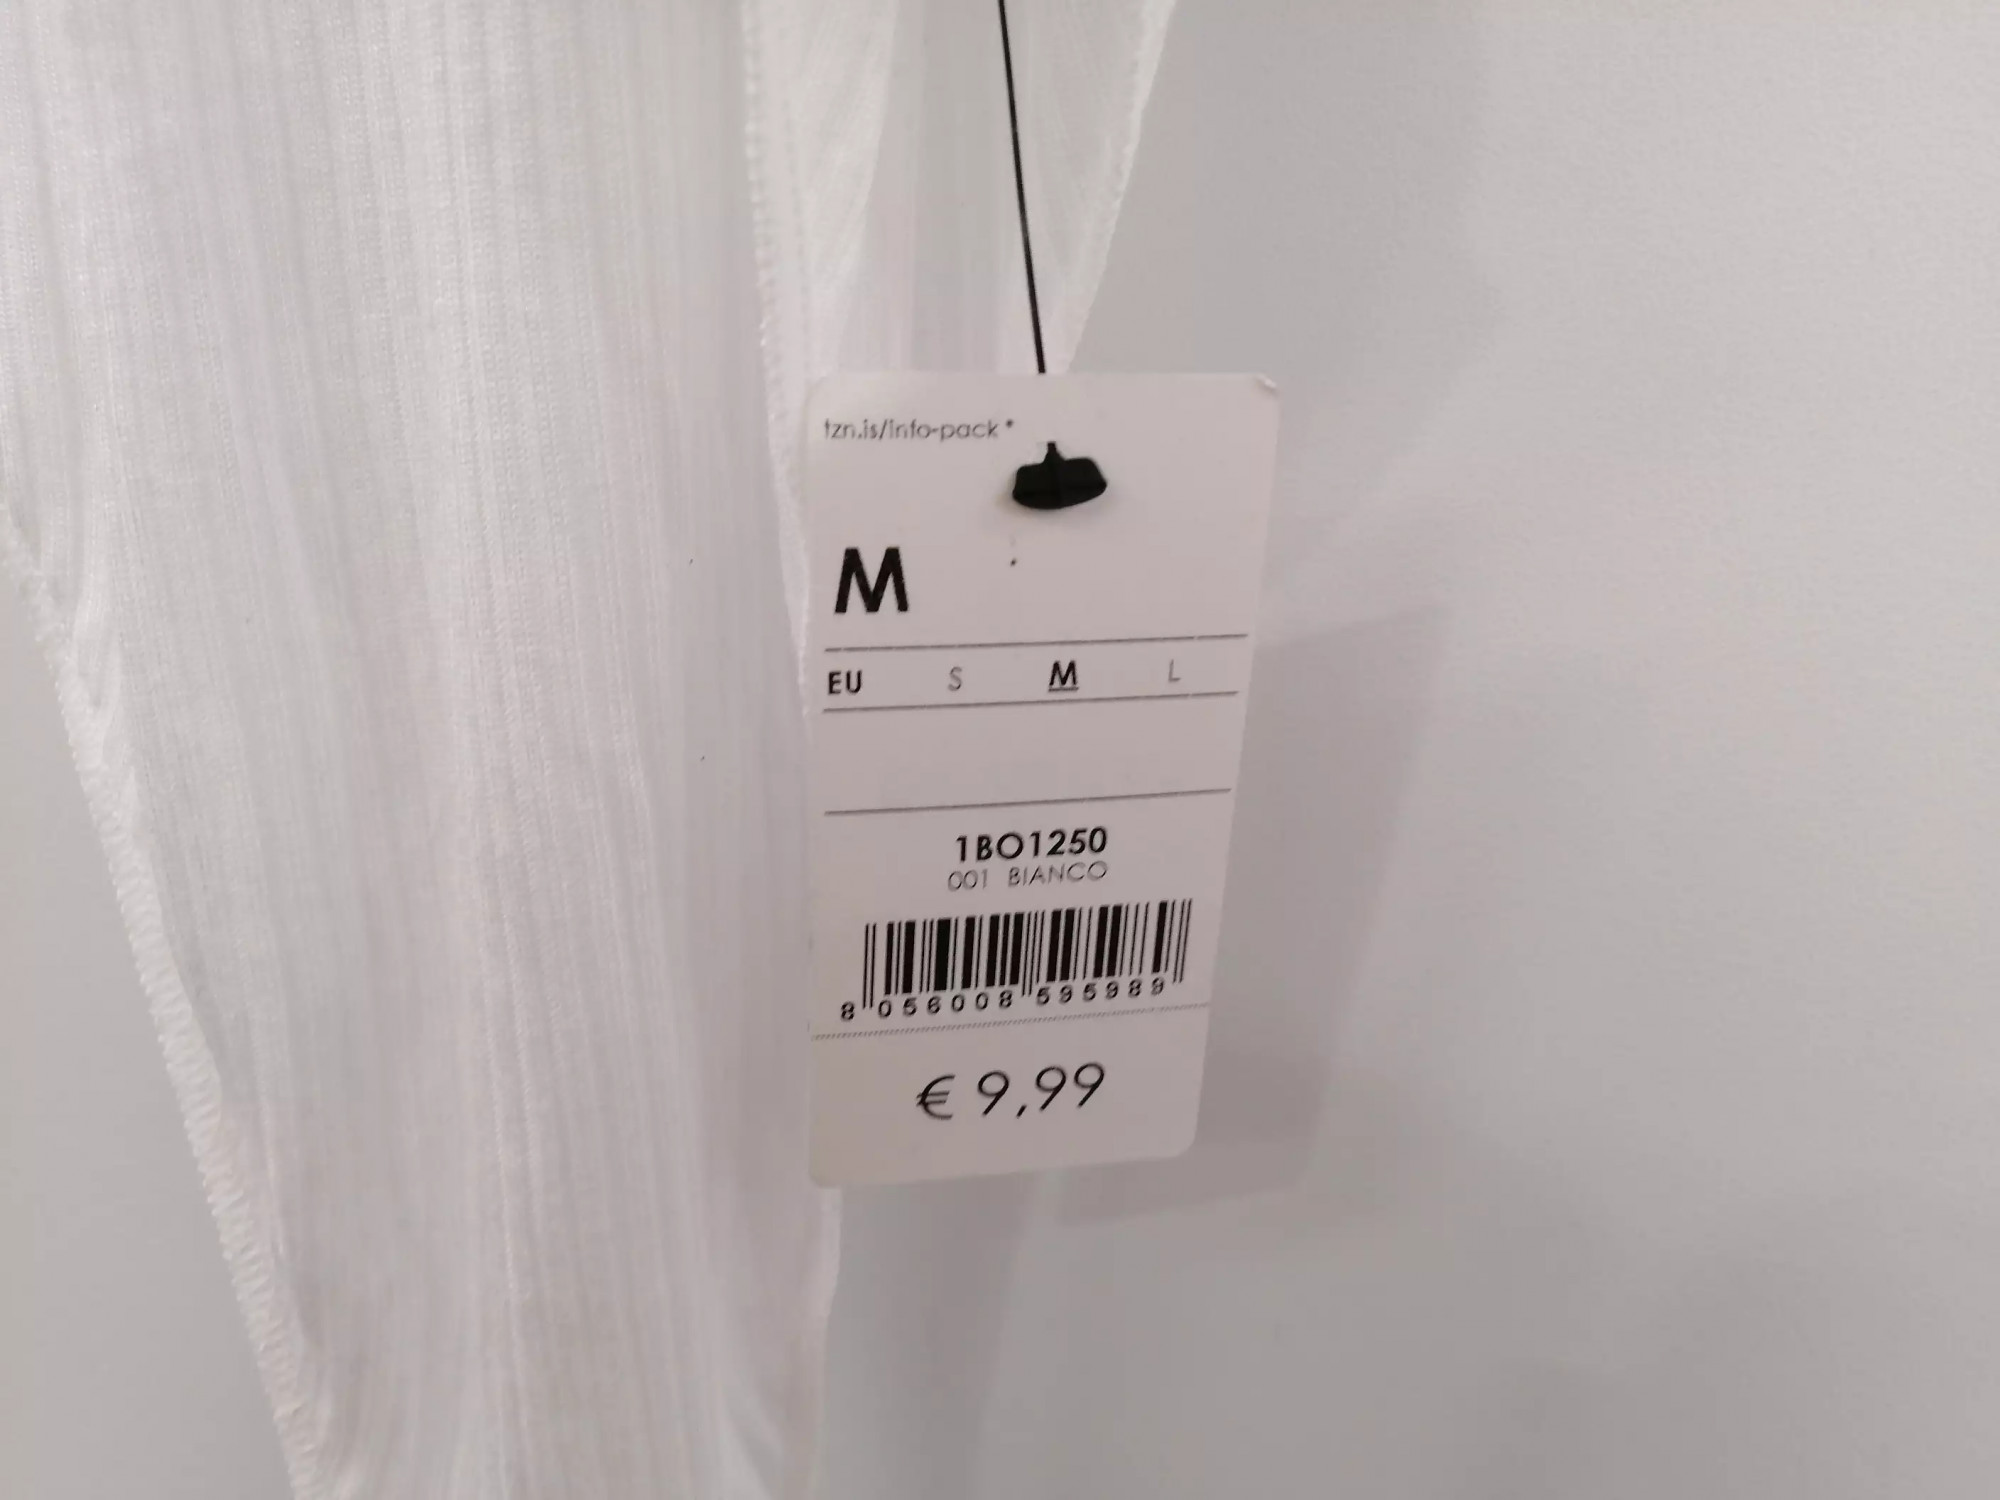 tzn.is/info-pack*
M
EU S M L
1BO1250
001 BIANCO
8 056008 595989
€ 9,99